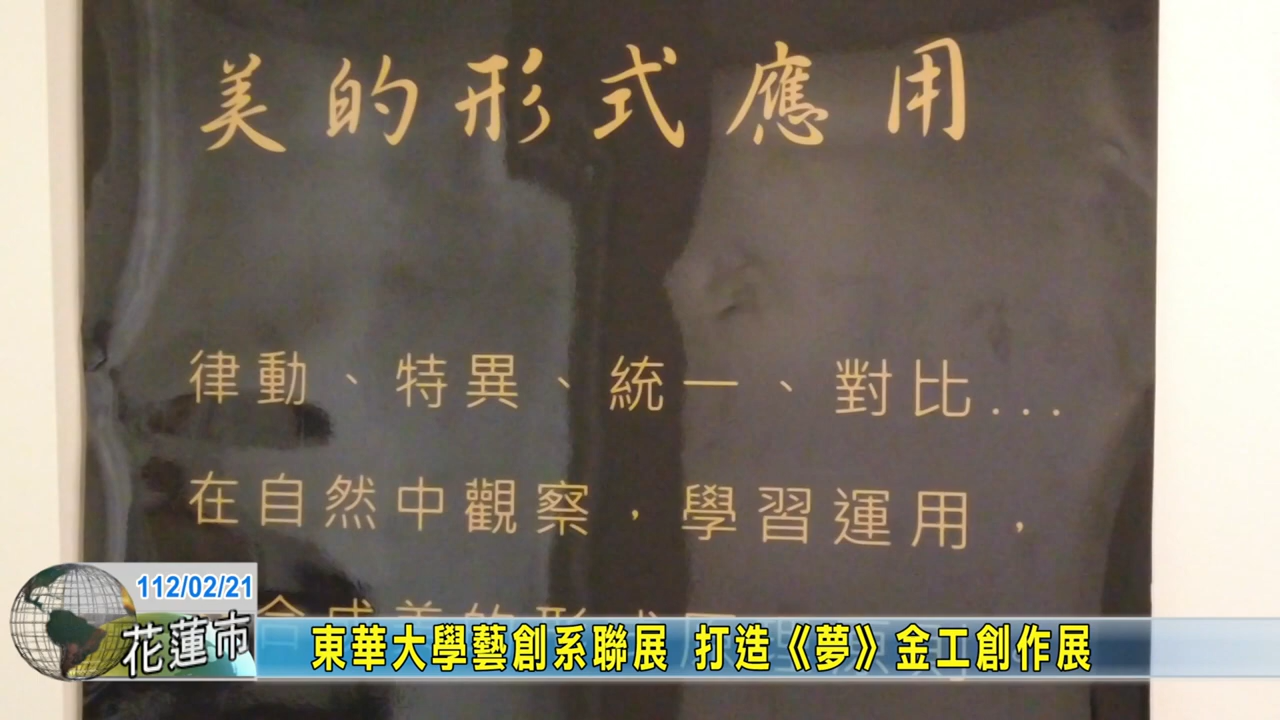 美的形式應用
律動、特異、統一、對比...
在自然中觀察，學習運用，
112/02/21
花蓮市
東華大學藝創系聯展 打造《夢》金工創作展